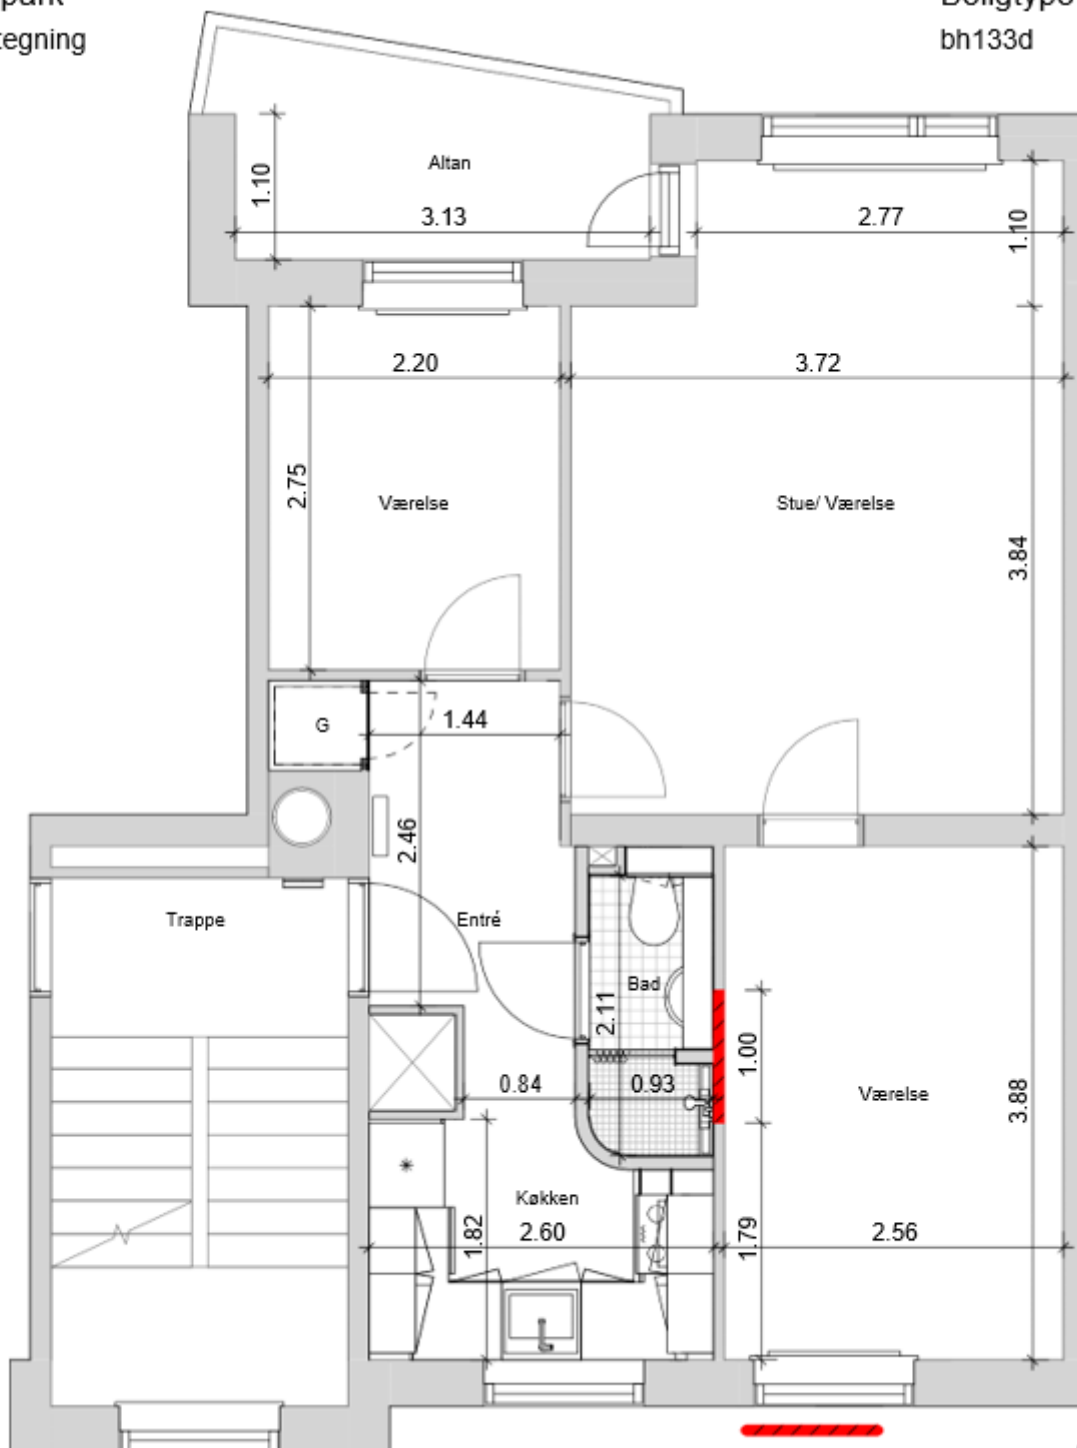 tegning
bh133d
Altan
1.10
3.13
2.77
1.10
2.20
3.72
2.75
Værelse
Stue/ Værelse
3.84
G
1.44
2.46
Trappe
Entré
Bad
2.11
1.00
0.84
0.93
Værelse
3.88
Køkken
1.82
2.60
1.79
2.56